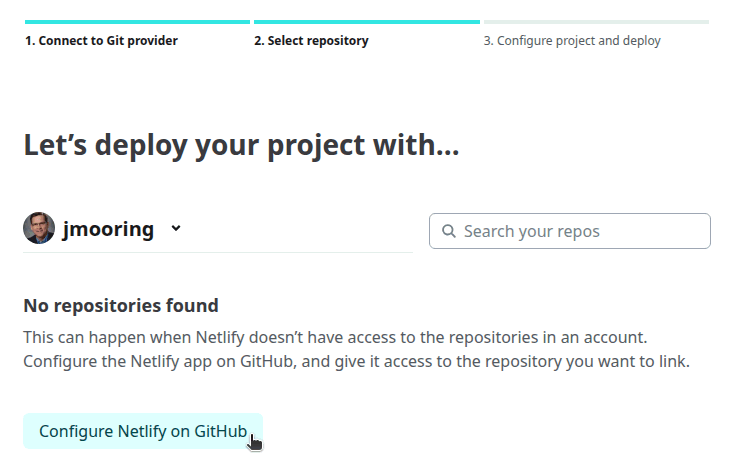 1. Connect to Git provider
2. Select repository
3. Configure project and deploy
Let’s deploy your project with…
jmooring
Search your repos
No repositories found
This can happen when Netlify doesn’t have access to the repositories in an account.
Configure the Netlify app on GitHub, and give it access to the repository you want to link.
Configure Netlify on GitHub